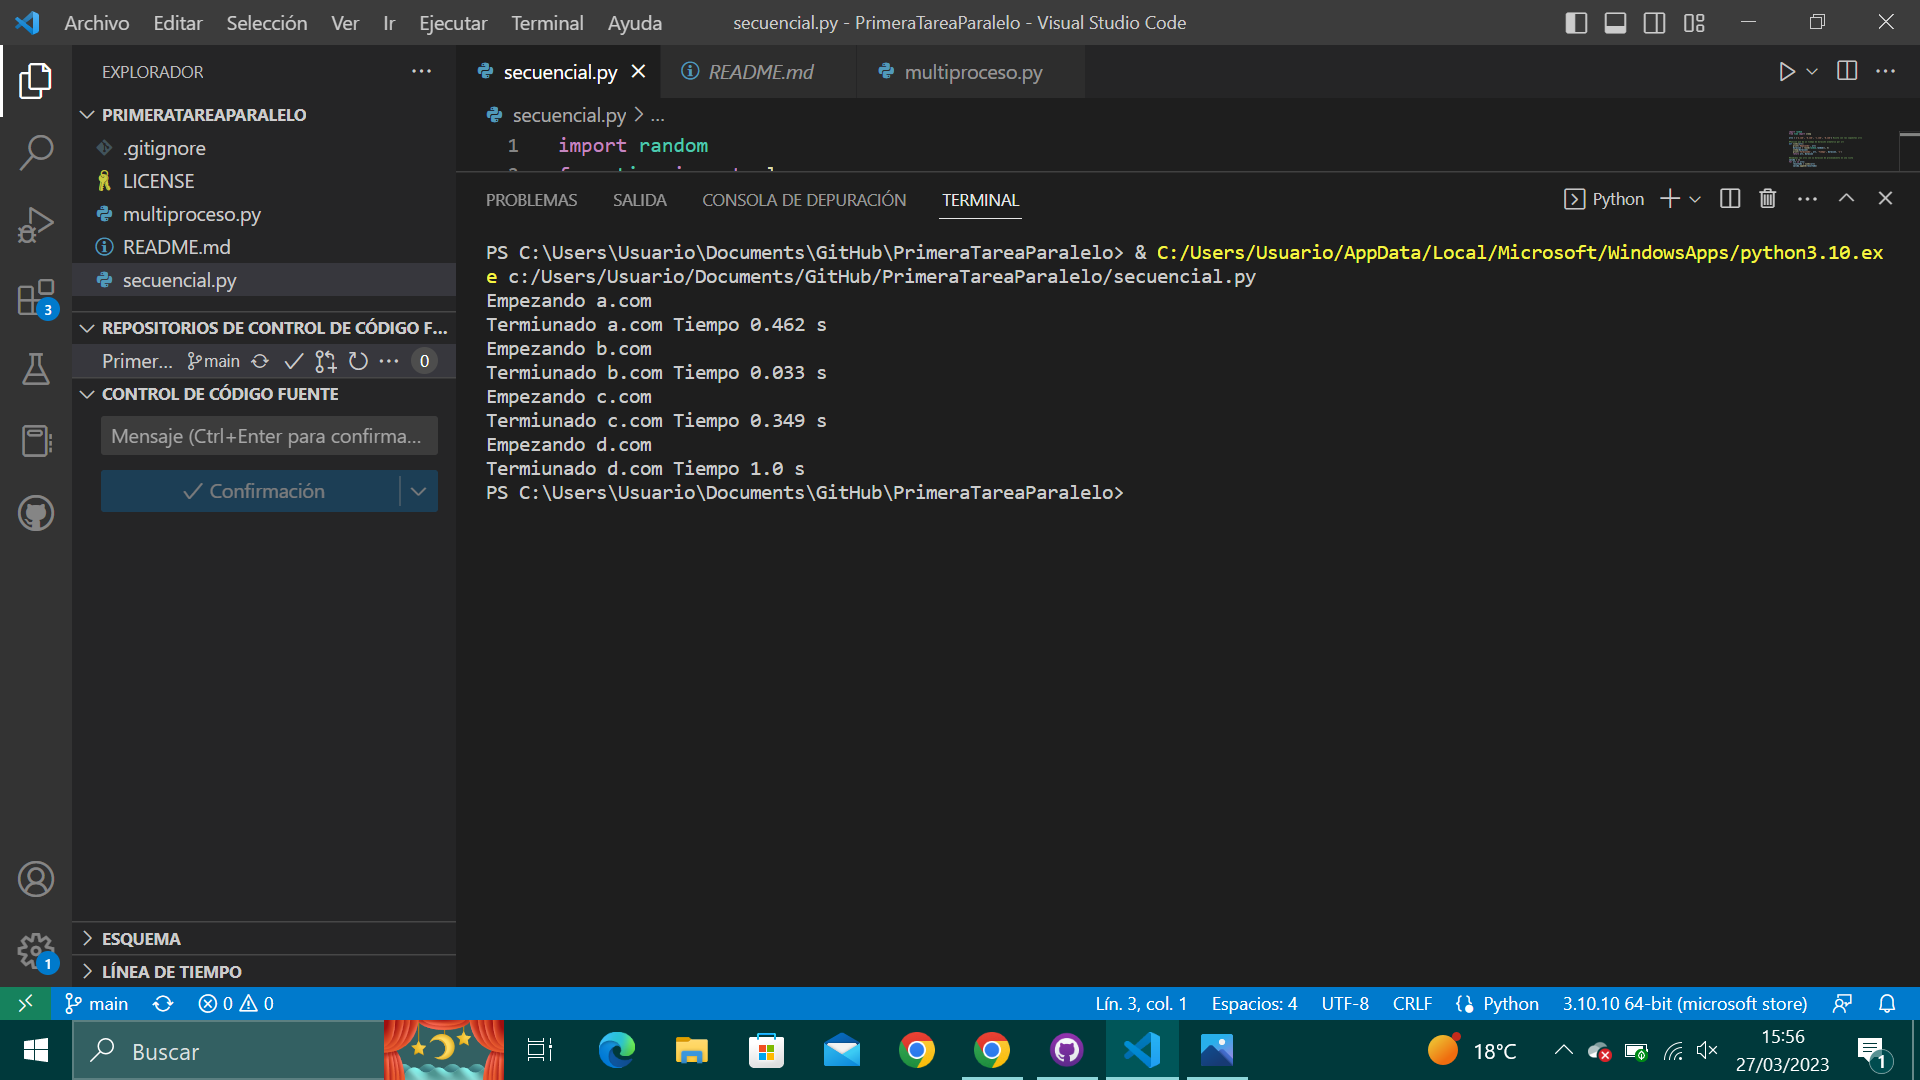 Archivo Editar Selección Ver Ir Ejecutar Terminal Ayuda
secuencial.py - PrimeraTareaParalelo - Visual Studio Code
EXPLORADOR
PRIMERATAREAPARALELO
.gitignore
LICENSE
multiproceso.py
README.md
secuencial.py
REPOSITORIOS DE CONTROL DE CÓDIGO F...
Primer... main 0
CONTROL DE CÓDIGO FUENTE
Mensaje (Ctrl+Enter para confirma...
Confirmación
ESQUEMA
LÍNEA DE TIEMPO
3
1
secuencial.py README.md multiproceso.py
secuencial.py > ...
1 import random
PROBLEMAS SALIDA CONSOLA DE DEPURACIÓN TERMINAL
Python
PS C:\Users\Usuario\Documents\GitHub\PrimeraTareaParalelo> & C:/Users/Usuario/AppData/Local/Microsoft/WindowsApps/python3.10.ex
e c:/Users/Usuario/Documents/GitHub/PrimeraTareaParalelo/secuencial.py
Empezando a.com
Termiunado a.com Tiempo 0.462 s
Empezando b.com
Termiunado b.com Tiempo 0.033 s
Empezando c.com
Termiunado c.com Tiempo 0.349 s
Empezando d.com
Termiunado d.com Tiempo 1.0 s
PS C:\Users\Usuario\Documents\GitHub\PrimeraTareaParalelo>
main 0 0
Lín. 3, col. 1 Espacios: 4 UTF-8 CRLF Python 3.10.10 64-bit (microsoft store)
Buscar
18°C
15:56
27/03/2023
1